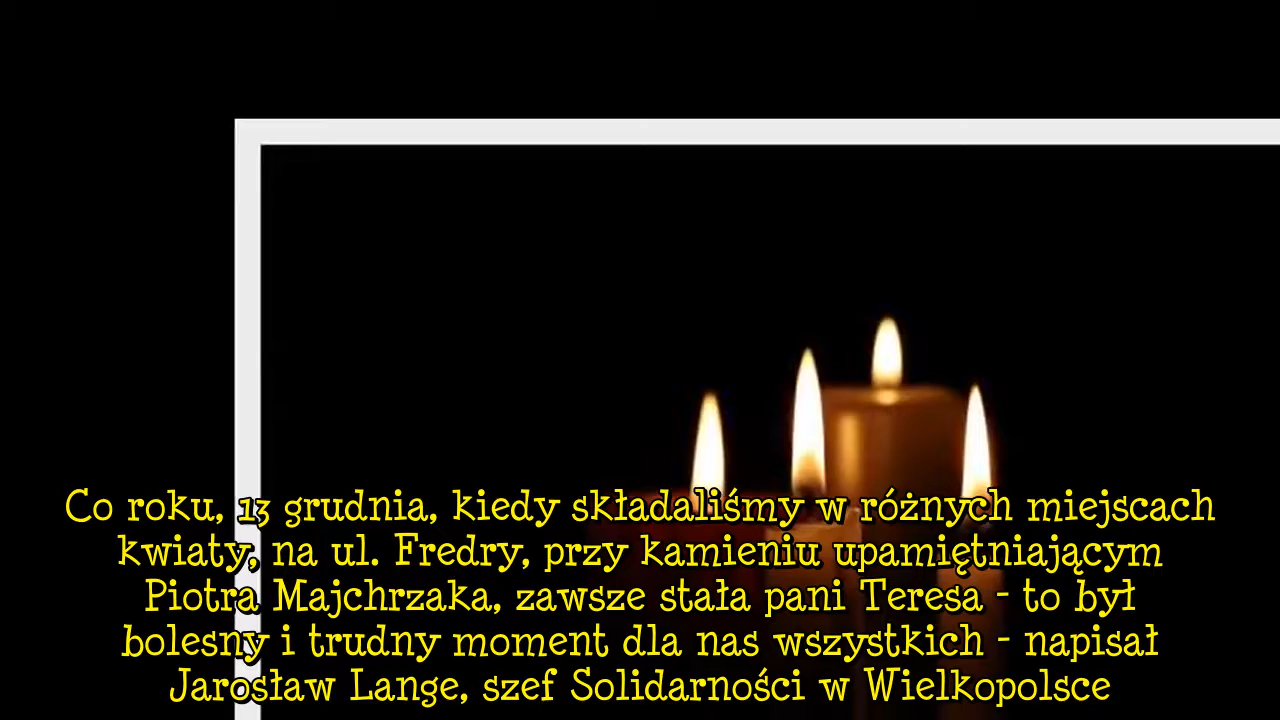 Co roku, 13 grudnia, kiedy składaliśmy w różnych miejscach
kwiaty, na ul. Fredry, przy kamieniu upamiętniającym
Piotra Majchrzaka, zawsze stała pani Teresa - to był
bolesny i trudny moment dla nas wszystkich - napisał
Jarosław Lange, szef Solidarności w Wielkopolsce